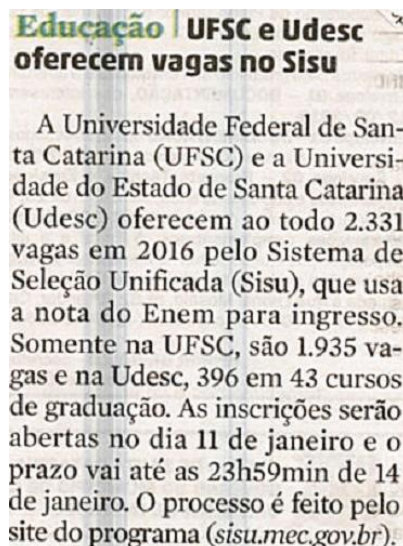 Educação | UFSC e Udesc
oferecem vagas no Sisu
A Universidade Federal de San-
ta Catarina (UFSC) e a Universi-
dade do Estado de Santa Catarina
(Udesc) oferecem ao todo 2.331
vagas em 2016 pelo Sistema de
Seleção Unificada (Sisu), que usa
a nota do Enem para ingresso.
Somente na UFSC, são 1.935 va-
gas e na Udesc, 396 em 43 cursos
de graduação. As inscrições serão
abertas no dia 11 de janeiro e o
prazo vai até as 23h59min de 14
de janeiro. O processo é feito pelo
site do programa (sisu.mec.gov.br).